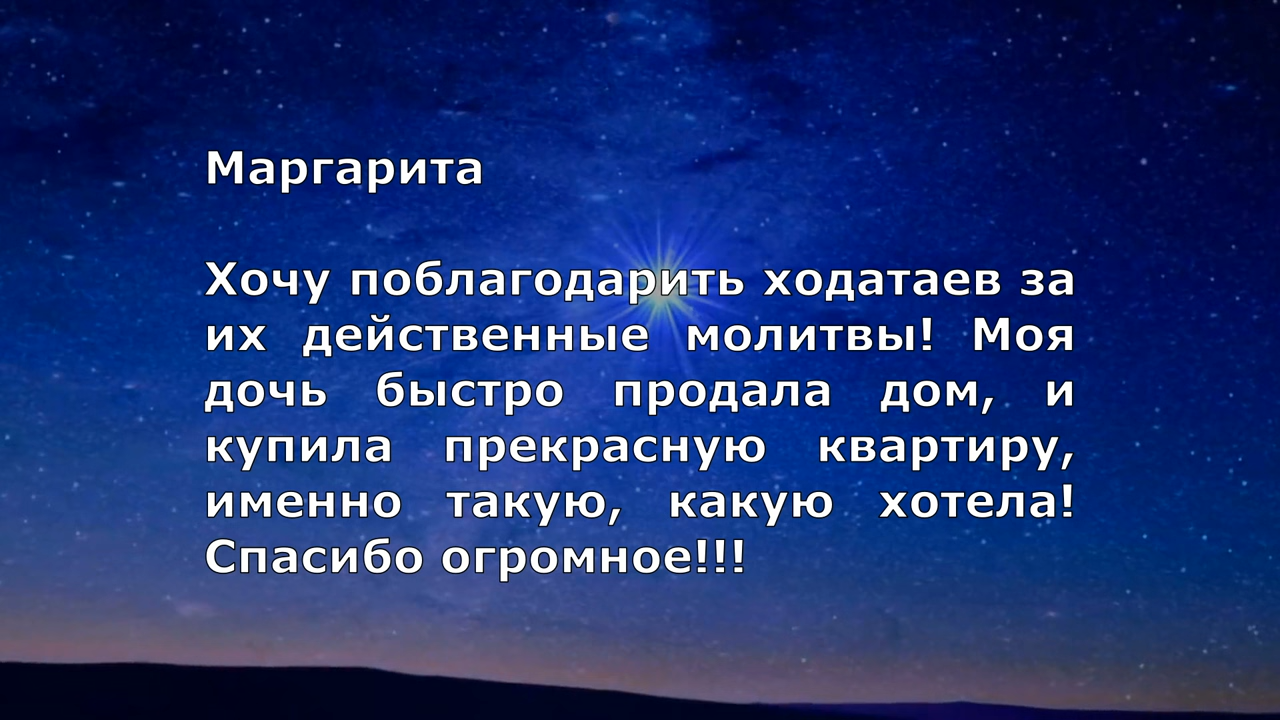 Маргарита
Хочу поблагодарить ходатаев за
их действенные молитвы! Моя
дочь быстро продала дом, и
купила прекрасную квартиру,
именно такую, какую хотела!
Спасибо огромное!!!